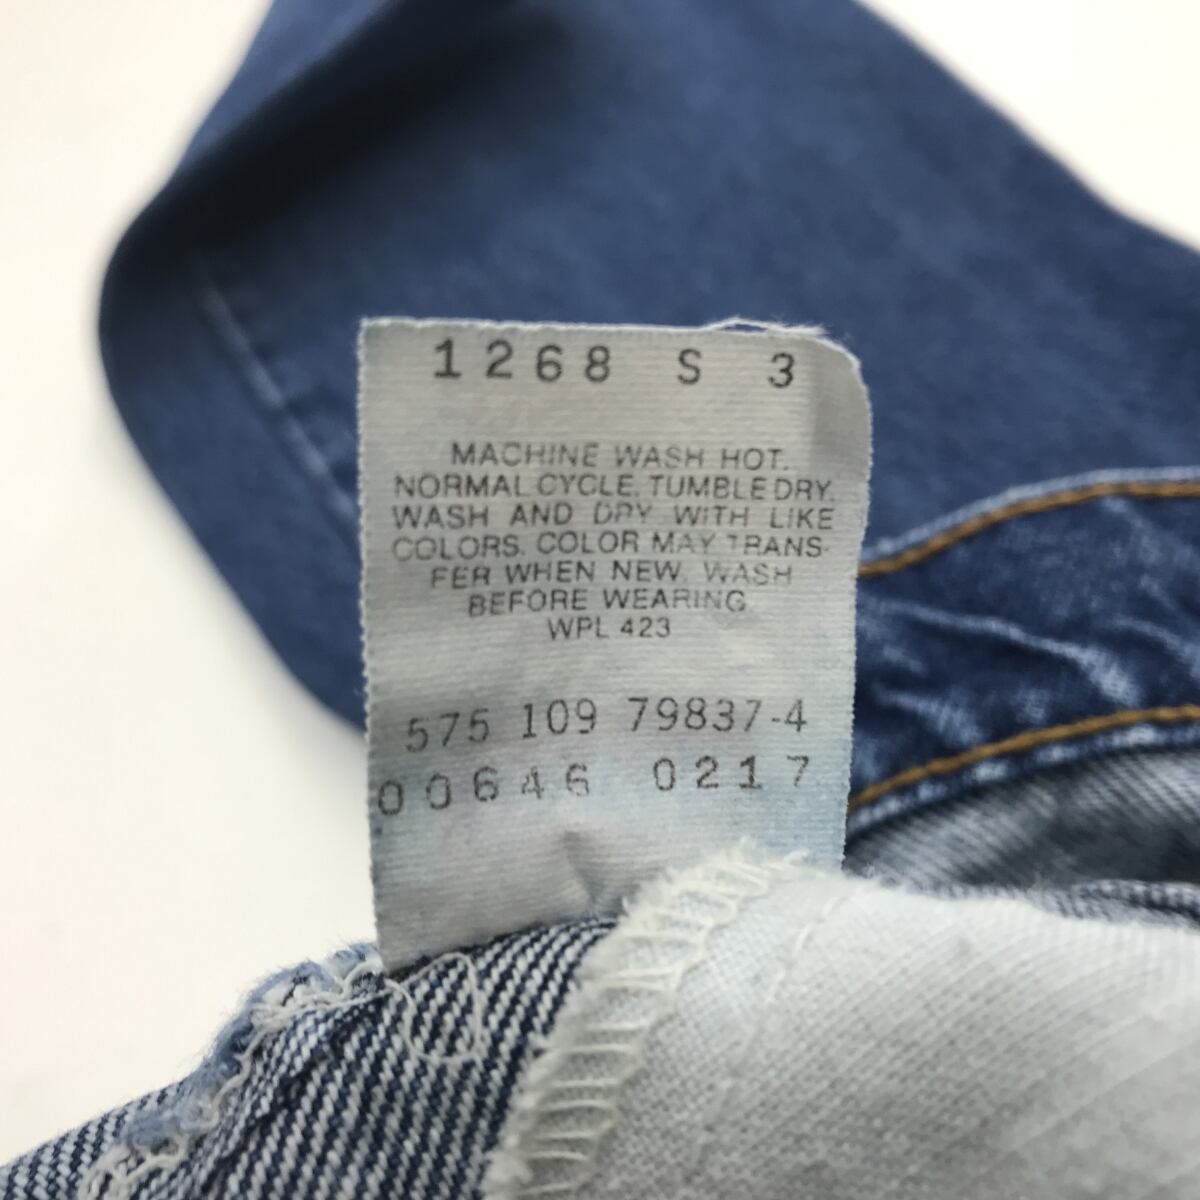 1268 S 3
MACHINE WASH HOT.
NORMAL CYCLE. TUMBLE DRY.
WASH AND DRY WITH LIKE
COLORS. COLOR MAY TRANS-
FER WHEN NEW. WASH
BEFORE WEARING
WPL 423
575 109 79837-4
00646 0217